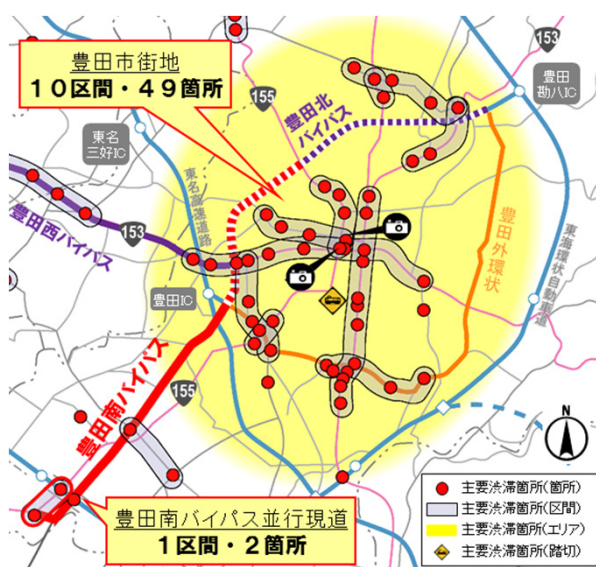 豊田市街地
10区間・49箇所
153
155
豊田
勘八IC
豊田北
バイパス
東名
三好IC
東名高速道路
豊田西バイパス
153
豊田外環状
東海環状自動車道
豊田IC
155
豊田南バイパス
N
豊田南バイパス並行現道
1区間・2箇所
主要渋滞箇所(箇所)
主要渋滞箇所(区間)
主要渋滞箇所(エリア)
主要渋滞箇所(踏切)